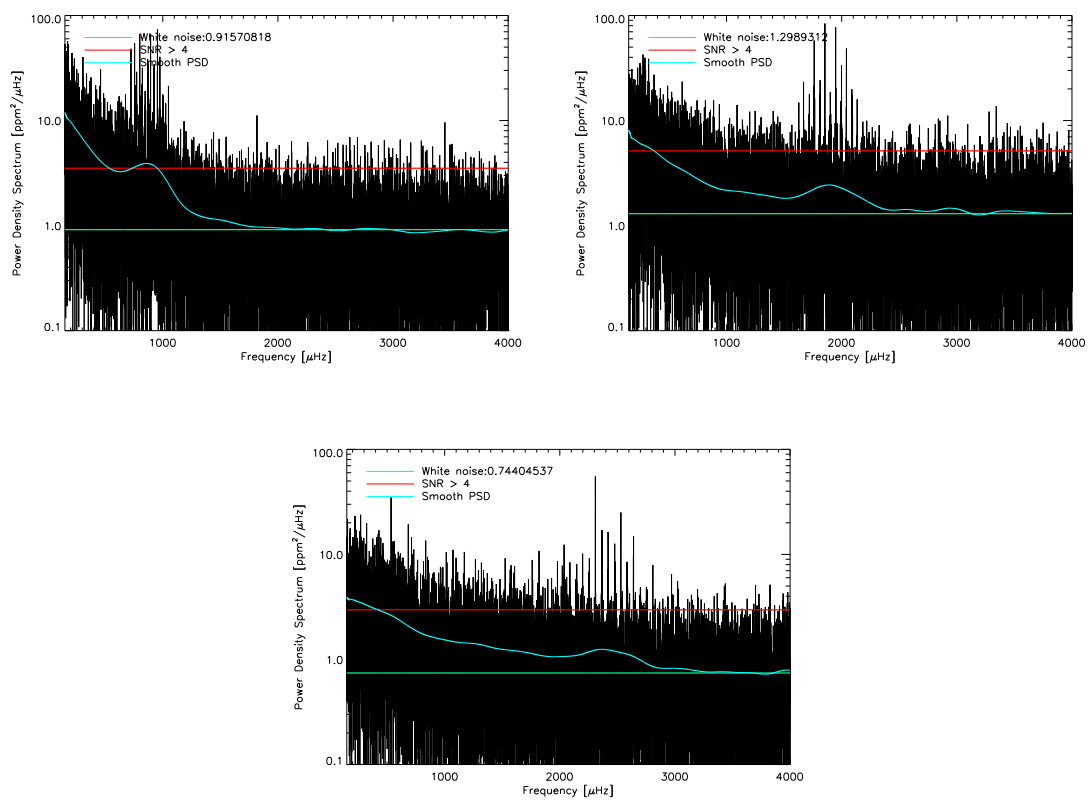 100.0
White noise:0.91570818
SNR > 4
Smooth PSD
10.0
1.0
0.1
Power Density Spectrum [ppm²/μHz]
1000 2000 3000 4000
Frequency [μHz]
100.0
White noise:1.2989312
SNR > 4
Smooth PSD
10.0
1.0
0.1
Power Density Spectrum [ppm²/μHz]
1000 2000 3000 4000
Frequency [μHz]
100.0
White noise:0.74404537
SNR > 4
Smooth PSD
10.0
1.0
0.1
Power Density Spectrum [ppm²/μHz]
1000 2000 3000 4000
Frequency [μHz]